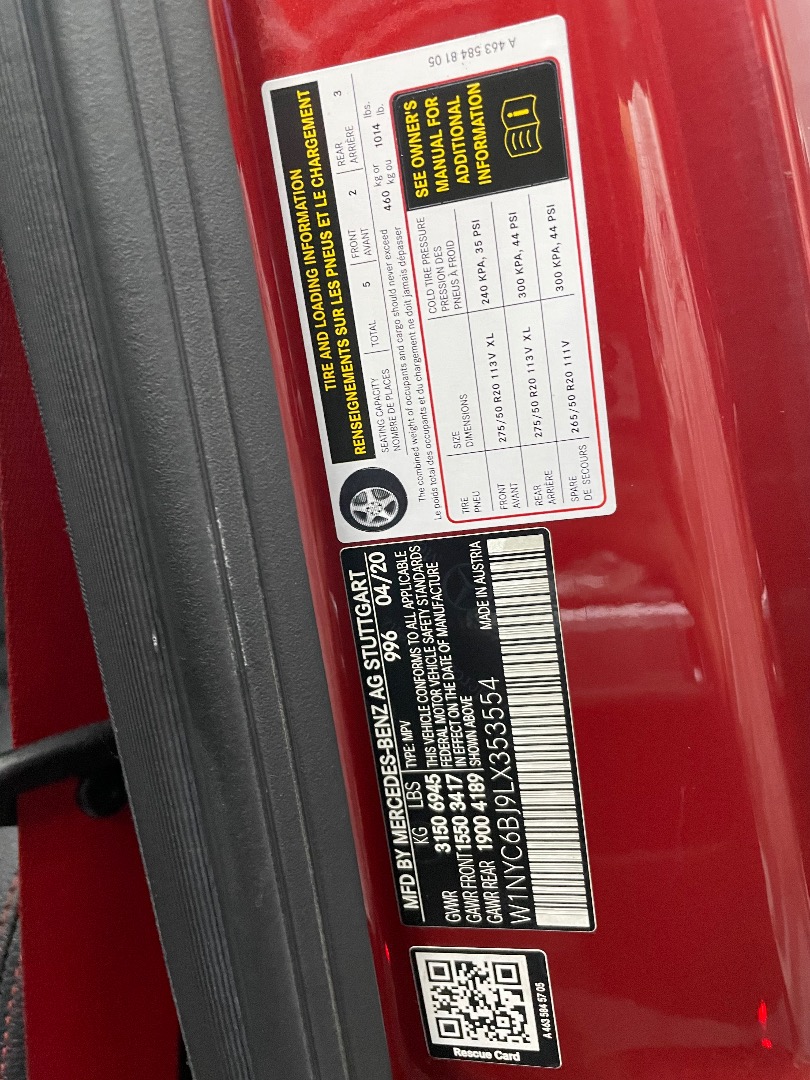 A 463 584 81 05
TIRE AND LOADING INFORMATION
RENSEIGNEMENTS SUR LES PNEUS ET LE CHARGEMENT
SEATING CAPACITY TOTAL 5 FRONT 2 REAR 3
NOMBRE DE PLACES AVANT ARRIÈRE
The combined weight of occupants and cargo should never exceed 460 kg or 1014 lbs.
Le poids total des occupants et du chargement ne doit jamais dépasser kg ou lb.
TIRE SIZE COLD TIRE PRESSURE
PNEU DIMENSIONS PRESSION DES
PNEUS À FROID
FRONT 275/50 R20 113V XL 240 KPA, 35 PSI
AVANT
REAR 275/50 R20 113V XL 300 KPA, 44 PSI
ARRIÈRE
SPARE 265/50 R20 111V 300 KPA, 44 PSI
DE SECOURS
SEE OWNER'S
MANUAL FOR
ADDITIONAL
INFORMATION
MFD BY MERCEDES-BENZ AG STUTTGART
KG LBS TYPE: MPV 996 04/20
GVWR 3150 6945 THIS VEHICLE CONFORMS TO ALL APPLICABLE
FEDERAL MOTOR VEHICLE SAFETY STANDARDS
GAWR FRONT 1550 3417 IN EFFECT ON THE DATE OF MANUFACTURE
GAWR REAR 1900 4189 SHOWN ABOVE
W1NYC6BJ9LX353554 MADE IN AUSTRIA
Rescue Card
A 463 584 57 05